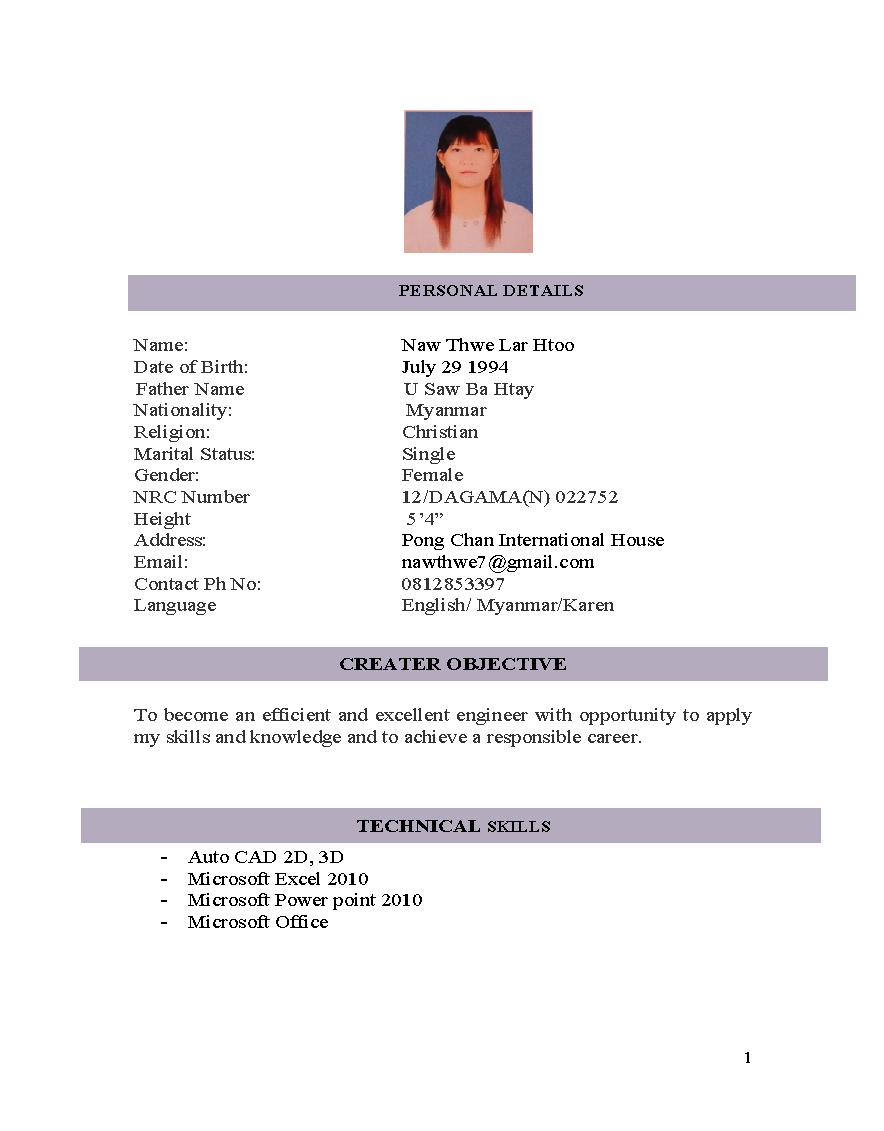 PERSONAL DETAILS
Name: Naw Thwe Lar Htoo
Date of Birth: July 29 1994
Father Name U Saw Ba Htay
Nationality: Myanmar
Religion: Christian
Marital Status: Single
Gender: Female
NRC Number 12/DAGAMA(N) 022752
Height 5’4”
Address: Pong Chan International House
Email: nawthwe7@gmail.com
Contact Ph No: 0812853397
Language English/ Myanmar/Karen
CREATER OBJECTIVE
To become an efficient and excellent engineer with opportunity to apply
my skills and knowledge and to achieve a responsible career.
TECHNICAL SKILLS
- Auto CAD 2D, 3D
- Microsoft Excel 2010
- Microsoft Power point 2010
- Microsoft Office
1